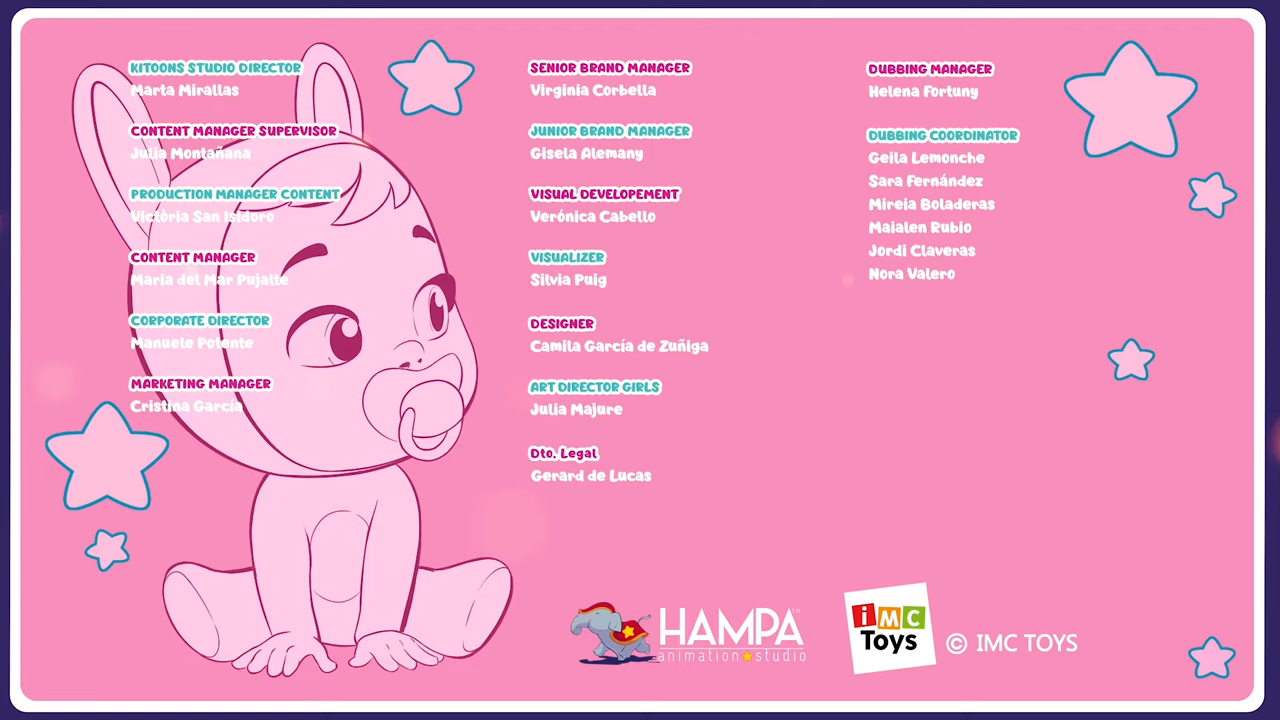 KITOONS STUDIO DIRECTOR
Marta Mirallas
CONTENT MANAGER SUPERVISOR
Julia Montañana
PRODUCTION MANAGER CONTENT
Victòria San Isidoro
CONTENT MANAGER
Maria del Mar Pujalte
CORPORATE DIRECTOR
Manuele Potente
MARKETING MANAGER
Cristina García
SENIOR BRAND MANAGER
Virginia Corbella
JUNIOR BRAND MANAGER
Gisela Alemany
VISUAL DEVELOPEMENT
Verónica Cabello
VISUALIZER
Silvia Puig
DESIGNER
Camila García de Zuñiga
ART DIRECTOR GIRLS
Julia Majure
Dto. Legal
Gerard de Lucas
DUBBING MANAGER
Helena Fortuny
DUBBING COORDINATOR
Geila Lemonche
Sara Fernández
Mireia Boladeras
Maialen Rubio
Jordi Claveras
Nora Valero
HAMPA™
animation studio
iMC
Toys
© IMC TOYS